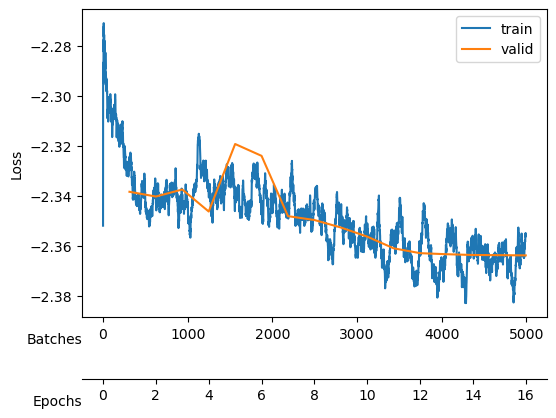 train
valid
−2.28
−2.30
−2.32
−2.34
−2.36
−2.38
Loss
Batches 0 1000 2000 3000 4000 5000
Epochs 0 2 4 6 8 10 12 14 16